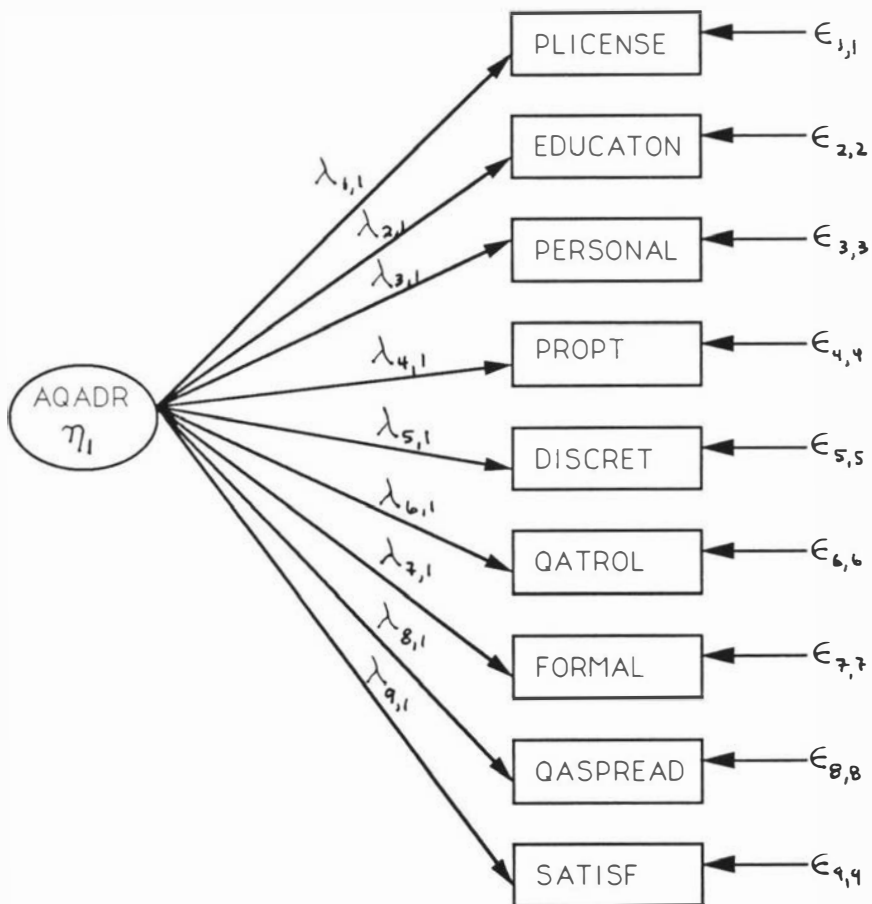 PLICENSE
ϵ1,1
EDUCATON
ϵ2,2
PERSONAL
ϵ3,3
PROPT
ϵ4,4
DISCRET
ϵ5,5
QATROL
ϵ6,6
FORMAL
ϵ7,7
QASPREAD
ϵ8,8
SATISF
ϵ9,9
λ1,1
λ2,1
λ3,1
λ4,1
λ5,1
λ6,1
λ7,1
λ8,1
λ9,1
AQADR
η1